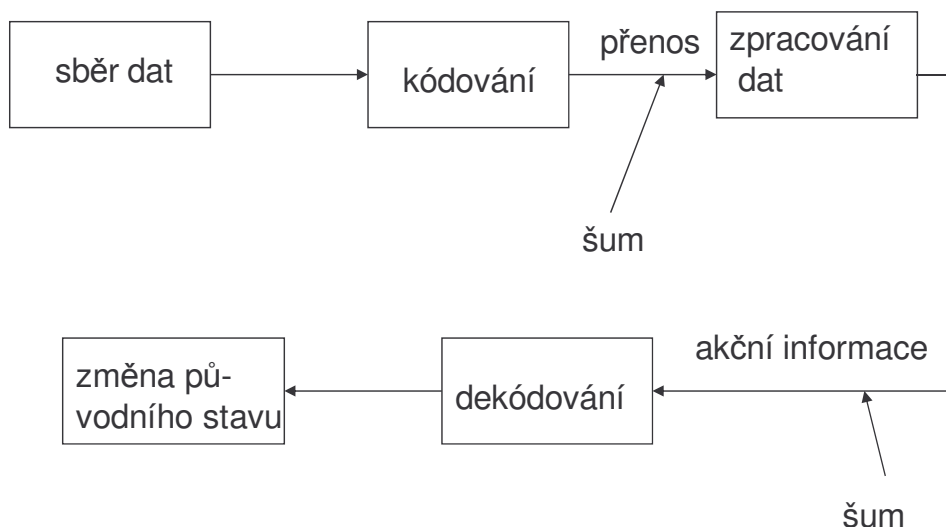 sběr dat
kódování
přenos
zpracování
dat
šum
akční informace
změna pů-
vodního stavu
dekódování
šum